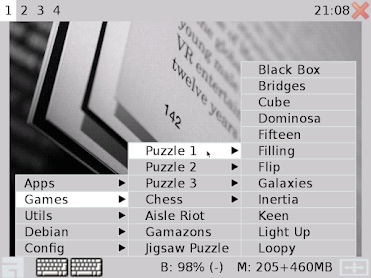 1 2 3 4 21:08
young male
VR entertai
twelve years
142
Black Box
Bridges
Cube
Dominosa
Fifteen
Filling
Flip
Galaxies
Inertia
Keen
Light Up
Loopy
Puzzle 1
Puzzle 2
Puzzle 3
Chess
Aisle Riot
Gamazons
Jigsaw Puzzle
Apps
Games
Utils
Debian
Config
B: 98% (-) M: 205+460MB